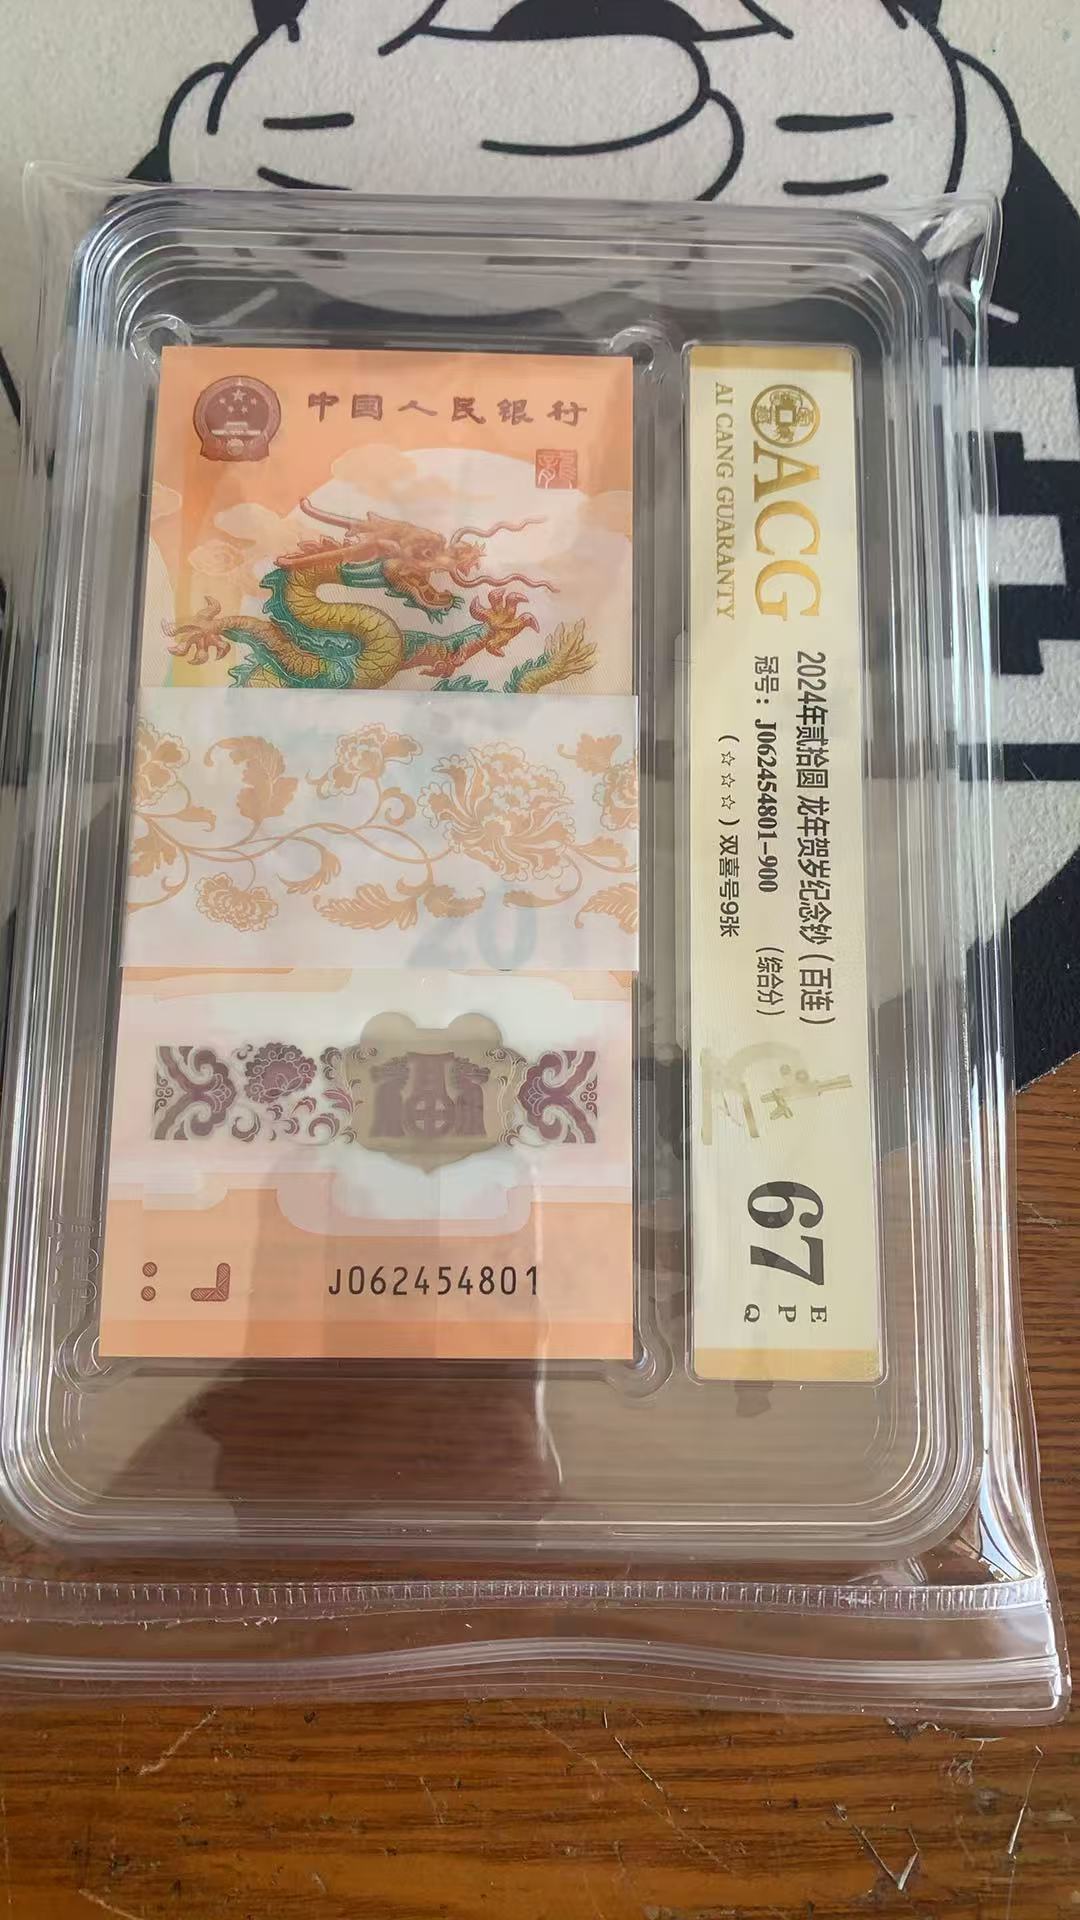 中国人民银行
J062454801
ACG
AI CANG GUARANTY
2024年贰拾圆 龙年贺岁纪念钞（百连）
冠号：J062454801-900 （综合分）
（☆☆☆）双喜号9张
67
E
P
Q
20